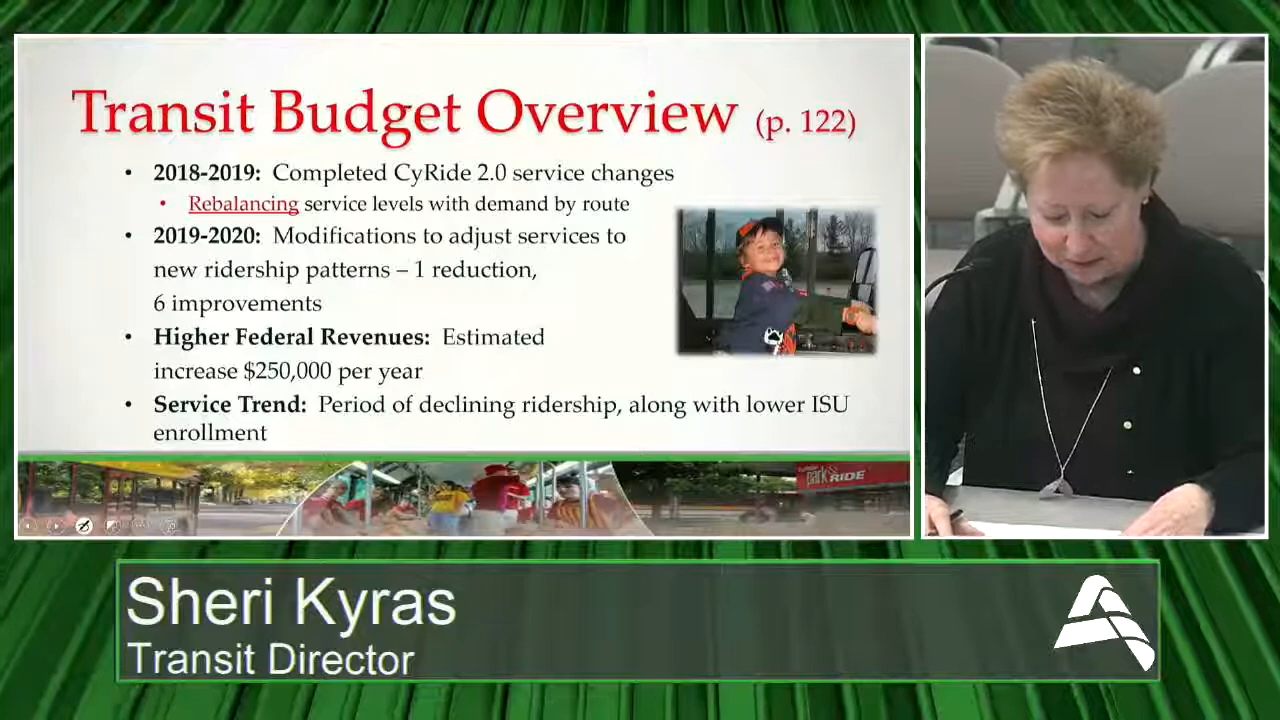 Transit Budget Overview (p. 122)
• 2018-2019: Completed CyRide 2.0 service changes
• Rebalancing service levels with demand by route
• 2019-2020: Modifications to adjust services to
new ridership patterns – 1 reduction,
6 improvements
• Higher Federal Revenues: Estimated
increase $250,000 per year
• Service Trend: Period of declining ridership, along with lower ISU
enrollment
park & RIDE
Sheri Kyras
Transit Director